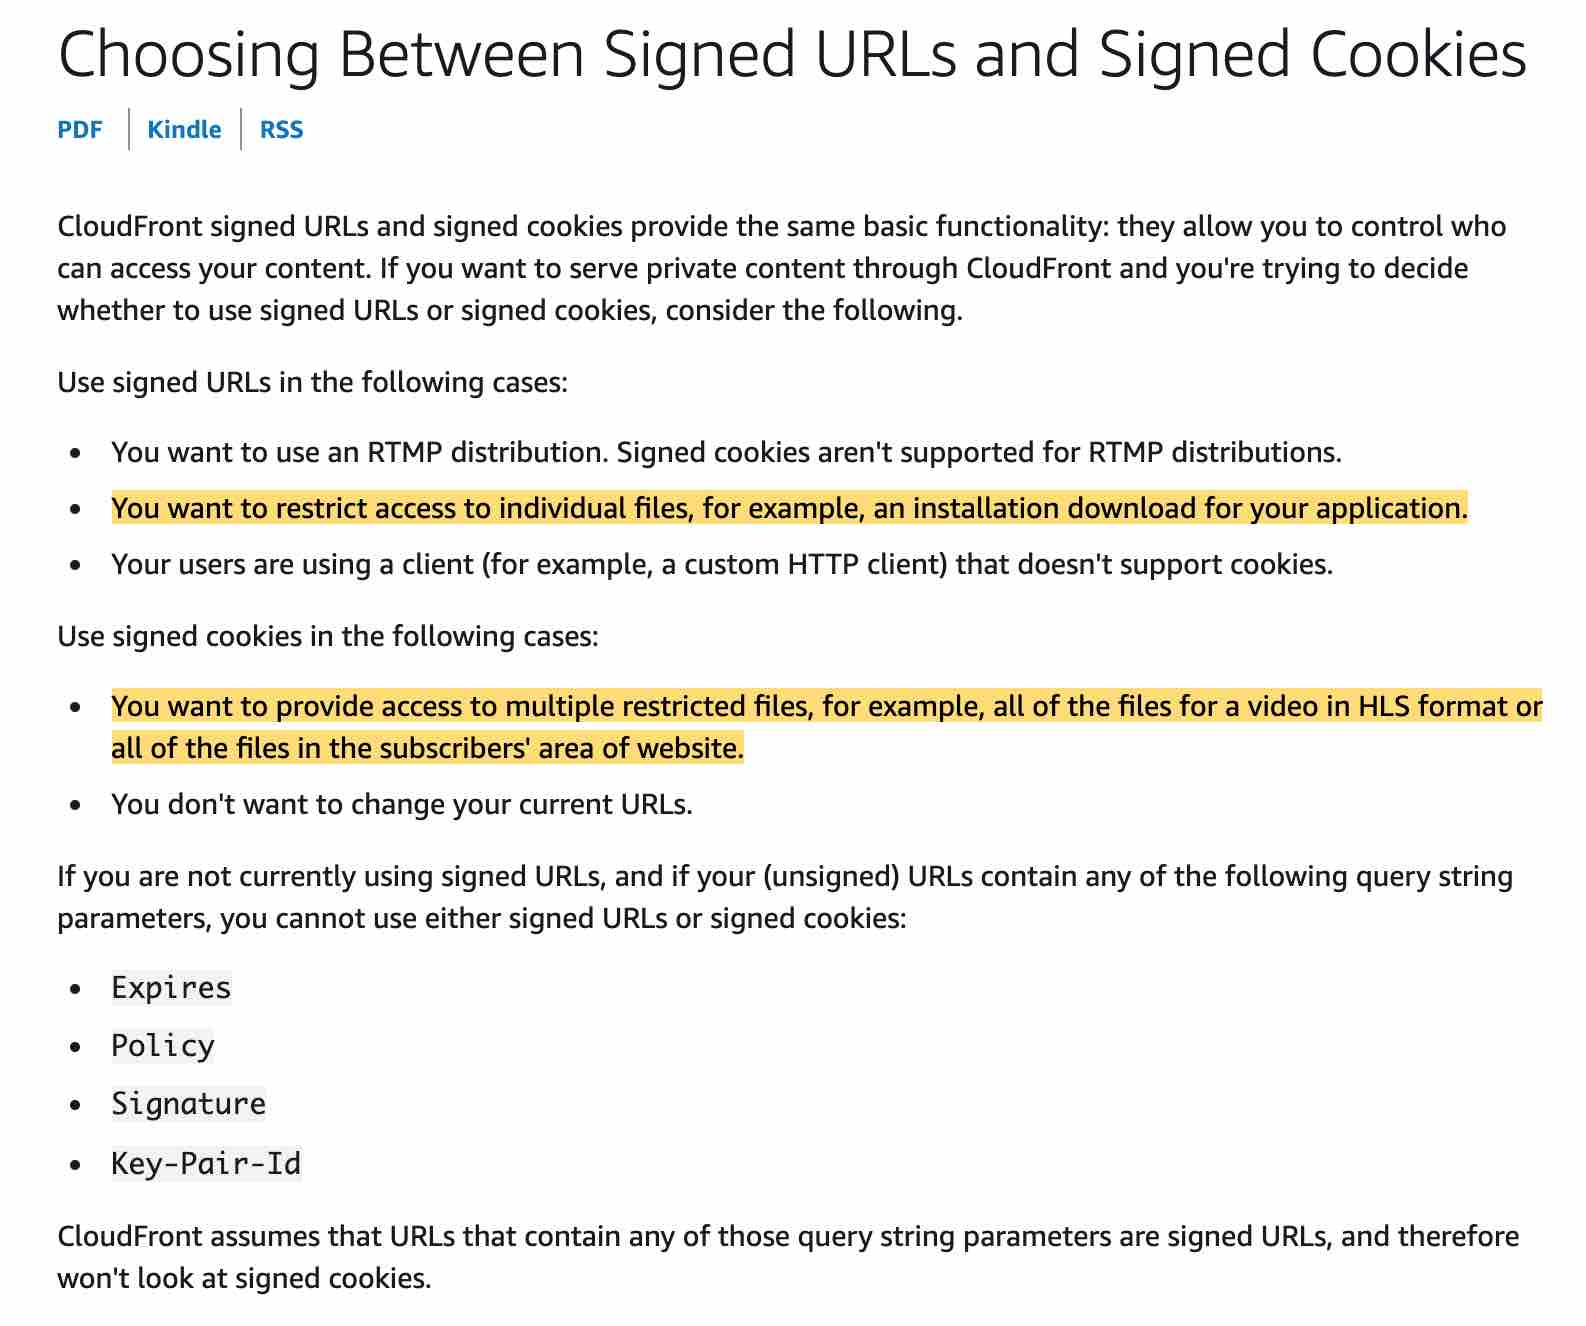 Choosing Between Signed URLs and Signed Cookies
PDF | Kindle | RSS
CloudFront signed URLs and signed cookies provide the same basic functionality: they allow you to control who
can access your content. If you want to serve private content through CloudFront and you're trying to decide
whether to use signed URLs or signed cookies, consider the following.
Use signed URLs in the following cases:
• You want to use an RTMP distribution. Signed cookies aren't supported for RTMP distributions.
• You want to restrict access to individual files, for example, an installation download for your application.
• Your users are using a client (for example, a custom HTTP client) that doesn't support cookies.
Use signed cookies in the following cases:
• You want to provide access to multiple restricted files, for example, all of the files for a video in HLS format or
all of the files in the subscribers' area of website.
• You don't want to change your current URLs.
If you are not currently using signed URLs, and if your (unsigned) URLs contain any of the following query string
parameters, you cannot use either signed URLs or signed cookies:
• Expires
• Policy
• Signature
• Key-Pair-Id
CloudFront assumes that URLs that contain any of those query string parameters are signed URLs, and therefore
won't look at signed cookies.